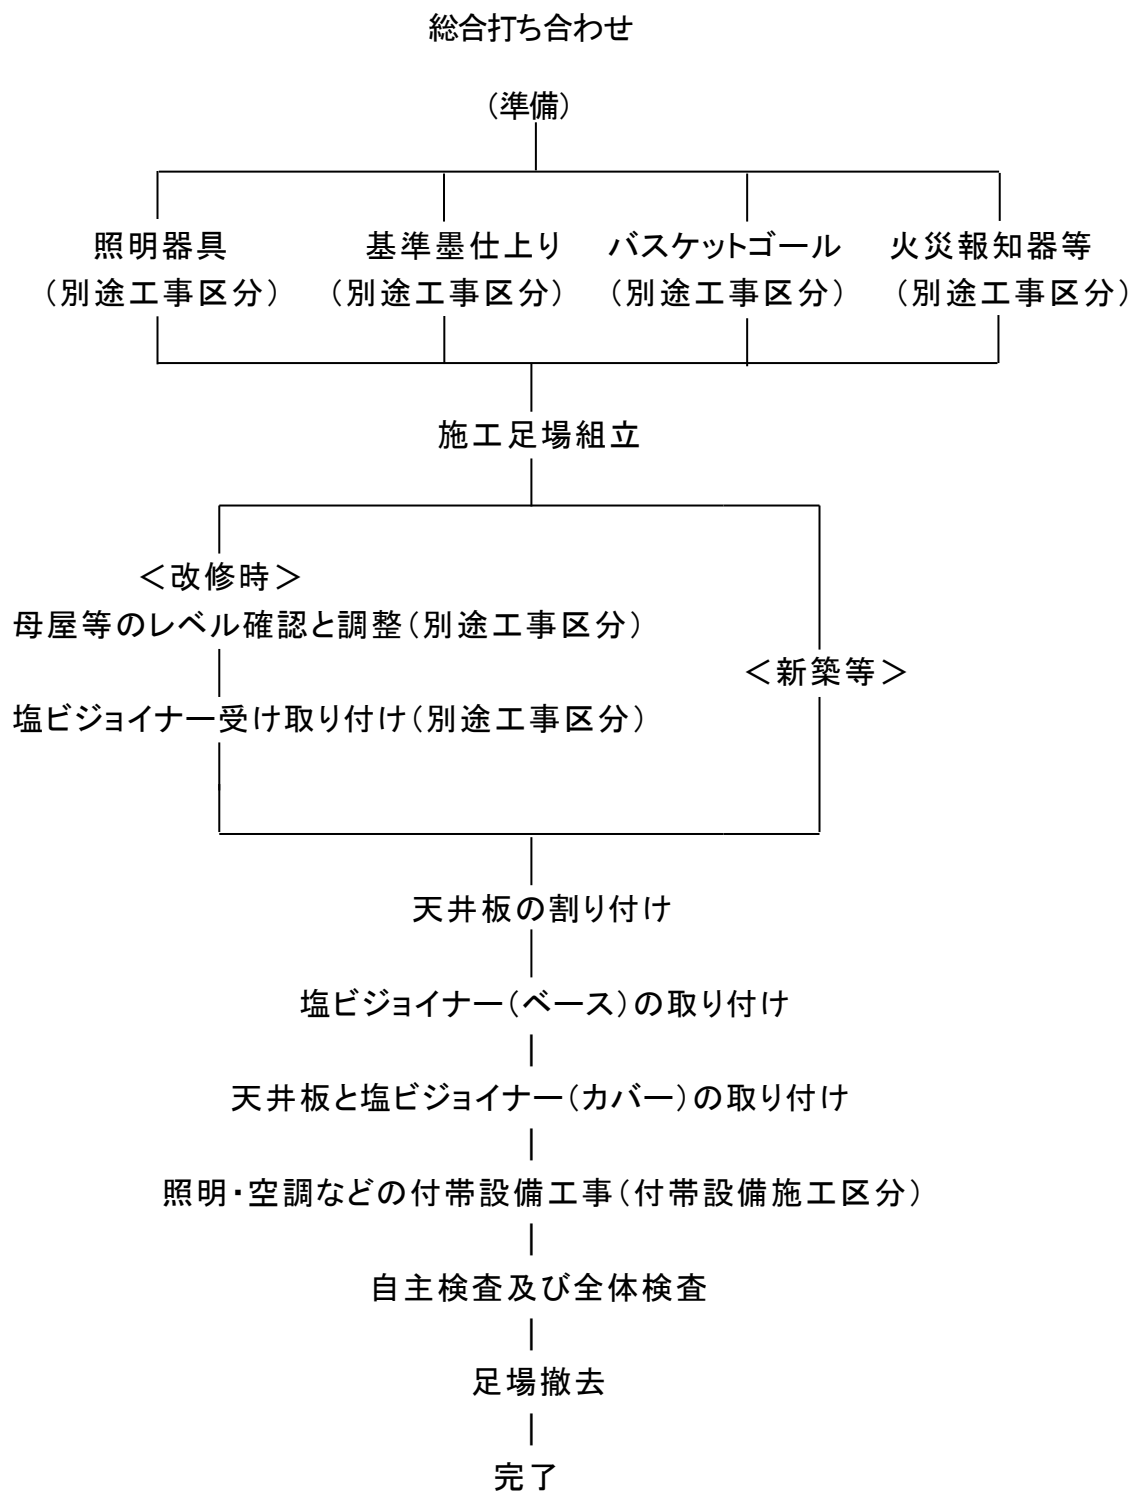 総合打ち合わせ
(準備)
照明器具 基準墨仕上り バスケットゴール 火災報知器等
(別途工事区分) (別途工事区分) (別途工事区分) (別途工事区分)
施工足場組立
＜改修時＞
母屋等のレベル確認と調整(別途工事区分)
＜新築等＞
塩ビジョイナー受け取り付け(別途工事区分)
天井板の割り付け
塩ビジョイナー(ベース)の取り付け
天井板と塩ビジョイナー(カバー)の取り付け
照明・空調などの付帯設備工事(付帯設備施工区分)
自主検査及び全体検査
足場撤去
完了